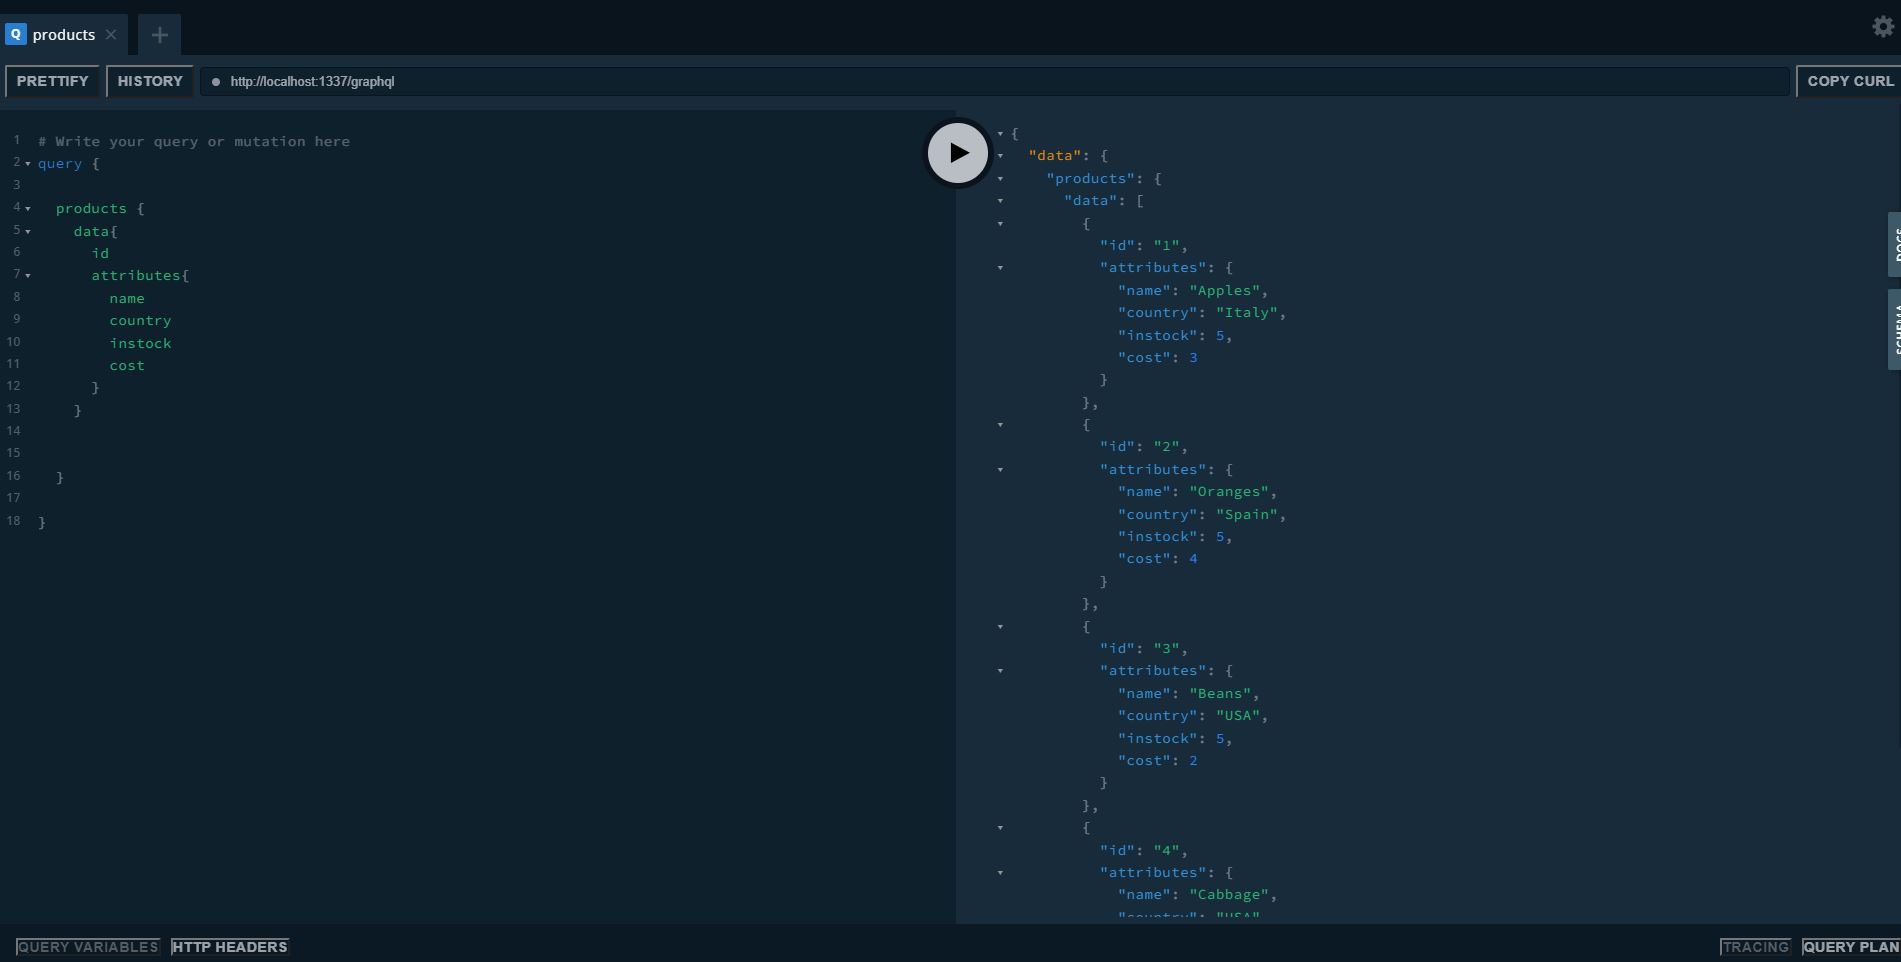 Q products
PRETTIFY HISTORY http://localhost:1337/graphql COPY CURL
1 # Write your query or mutation here
2 query {
3
4 products {
5 data{
6 id
7 attributes{
8 name
9 country
10 instock
11 cost
12 }
13 }
14
15
16 }
17
18 }
{
"data": {
"products": {
"data": [
{
"id": "1",
"attributes": {
"name": "Apples",
"country": "Italy",
"instock": 5,
"cost": 3
}
},
{
"id": "2",
"attributes": {
"name": "Oranges",
"country": "Spain",
"instock": 5,
"cost": 4
}
},
{
"id": "3",
"attributes": {
"name": "Beans",
"country": "USA",
"instock": 5,
"cost": 2
}
},
{
"id": "4",
"attributes": {
"name": "Cabbage",
"country": "USA"
DOCS
SCHEMA
QUERY VARIABLES HTTP HEADERS
TRACING QUERY PLAN